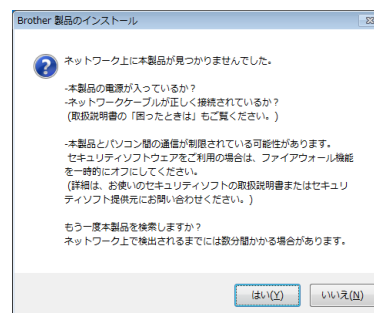 Brother 製品のインストール
ネットワーク上に本製品が見つかりませんでした。
-本製品の電源が入っているか？
-ネットワークケーブルが正しく接続されているか？
(取扱説明書の「困ったときは」もご覧ください。)
-本製品とパソコン間の通信が制限されている可能性があります。
セキュリティソフトウェアをご利用の場合は、ファイアウォール機能
を一時的にオフにしてください。
(詳細は、お使いのセキュリティソフトの取扱説明書またはセキュリ
ティソフト提供元にお問い合わせください。)
もう一度本製品を検索しますか？
ネットワーク上で検出されるまでには数分間かかる場合があります。
はい(Y) いいえ(N)